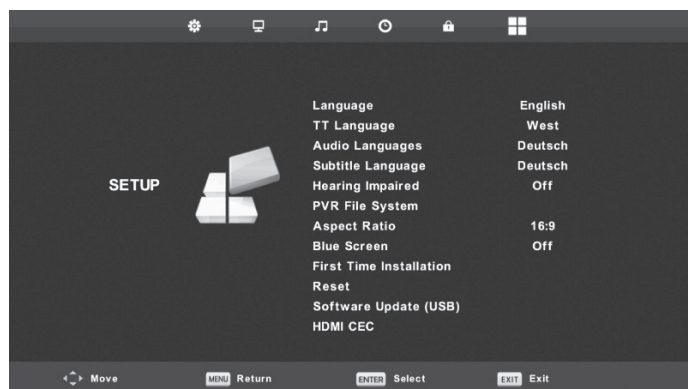 SETUP
Language English
TT Language West
Audio Languages Deutsch
Subtitle Language Deutsch
Hearing Impaired Off
PVR File System
Aspect Ratio 16:9
Blue Screen Off
First Time Installation
Reset
Software Update (USB)
HDMI CEC
Move MENU Return ENTER Select EXIT Exit